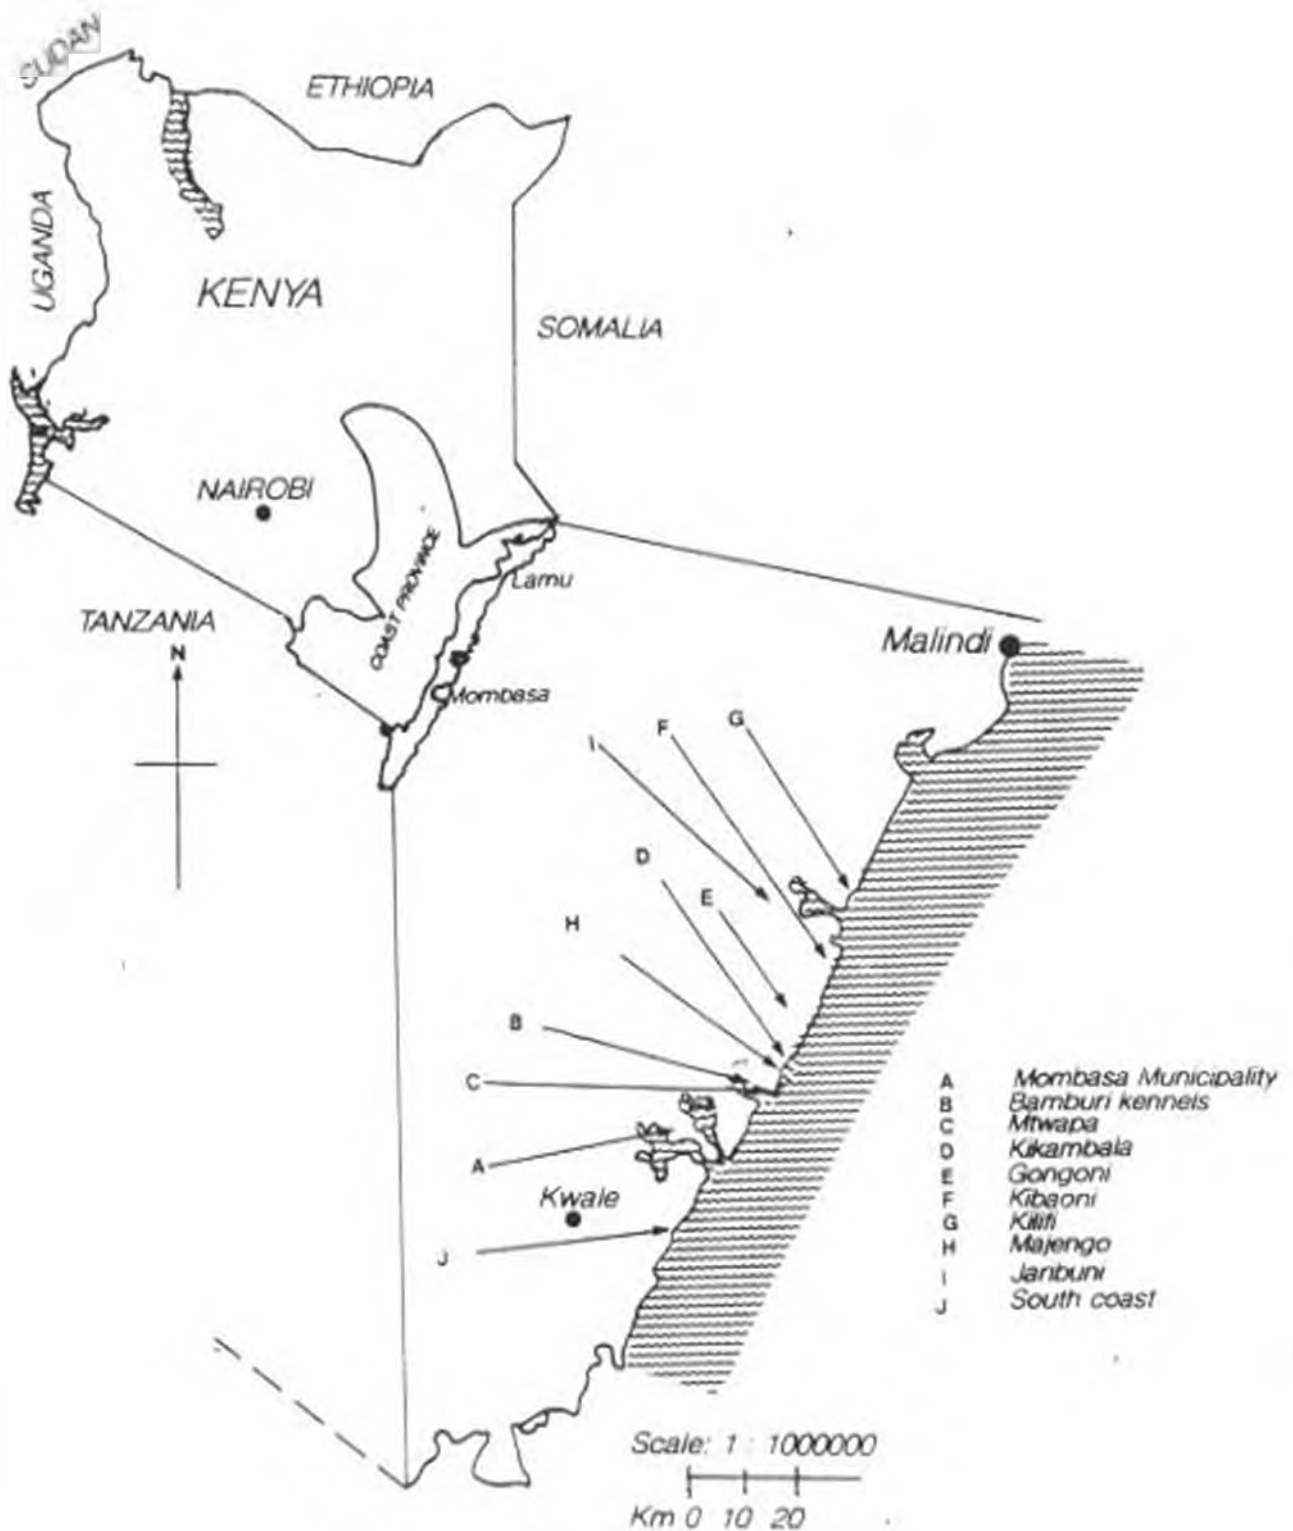 SUDAN
ETHIOPIA
UGANDA
KENYA
SOMALIA
NAIROBI
COAST PROVINCE
Lamu
TANZANIA
N
Malindi
Mombasa
I
F
G
D
E
H
B
C
A
Kwale
J
A Mombasa Municipality
B Bamburi kennels
C Mtwapa
D Kikambala
E Gongoni
F Kibaoni
G Kilifi
H Majengo
I Janbuni
J South coast
Scale: 1 : 1000000
Km 0 10 20